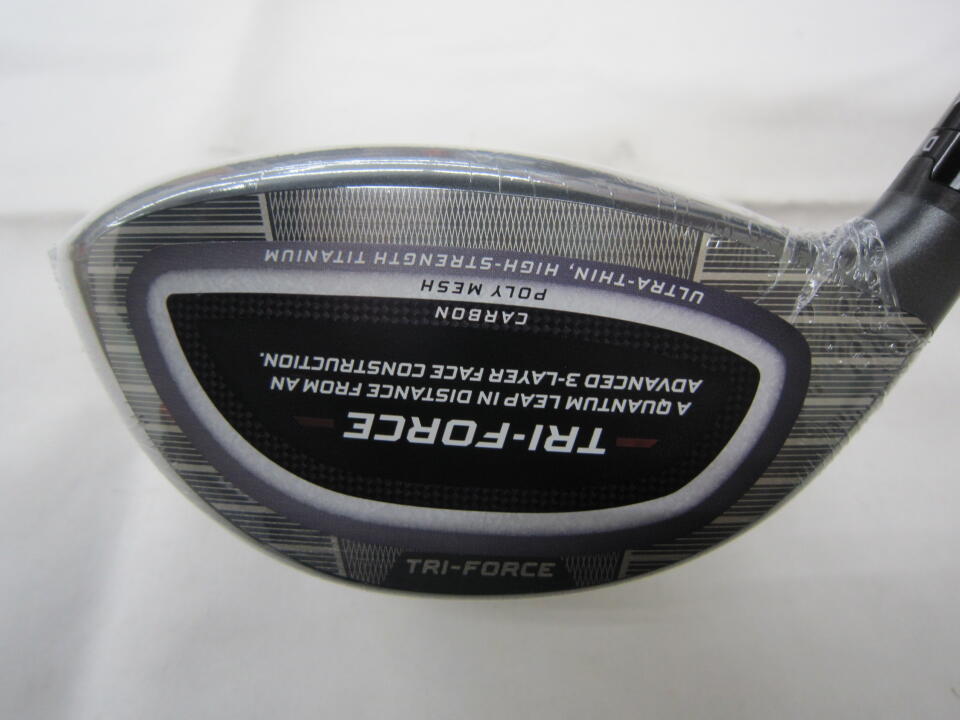 TRI-FORCE
A QUANTUM LEAP IN DISTANCE FROM AN
ADVANCED 3-LAYER FACE CONSTRUCTION.
CARBON
POLY MESH
ULTRA-THIN, HIGH-STRENGTH TITANIUM
TRI-FORCE
D